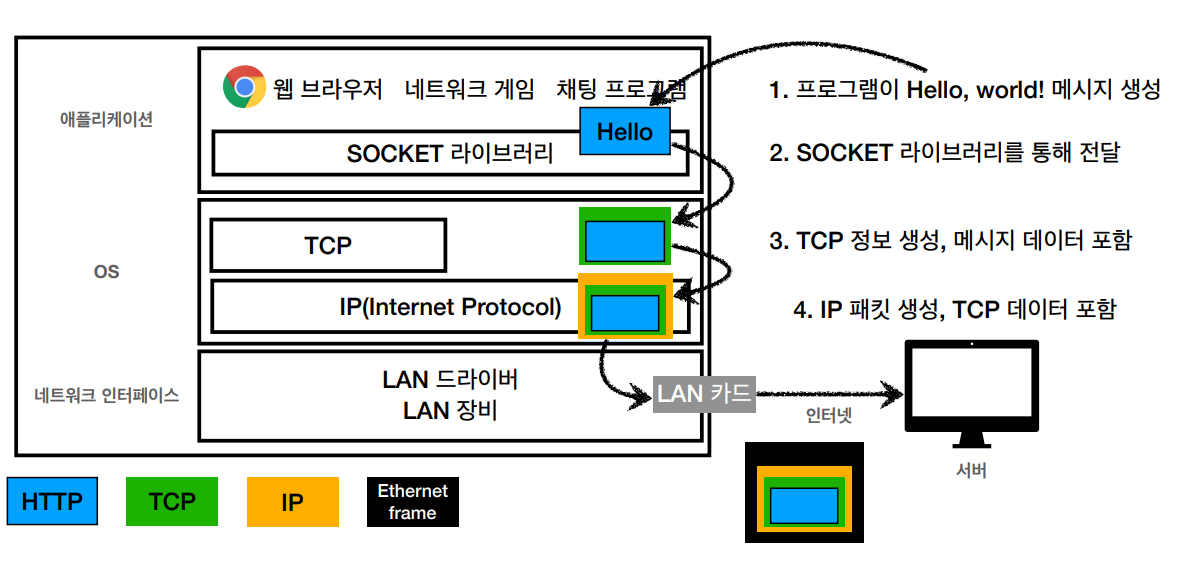 애플리케이션
웹 브라우저 네트워크 게임 채팅 프로그램
Hello
SOCKET 라이브러리
1. 프로그램이 Hello, world! 메시지 생성
2. SOCKET 라이브러리를 통해 전달
OS
TCP
IP(Internet Protocol)
3. TCP 정보 생성, 메시지 데이터 포함
4. IP 패킷 생성, TCP 데이터 포함
네트워크 인터페이스
LAN 드라이버
LAN 장비
LAN 카드
인터넷
서버
HTTP
TCP
IP
Ethernet
frame